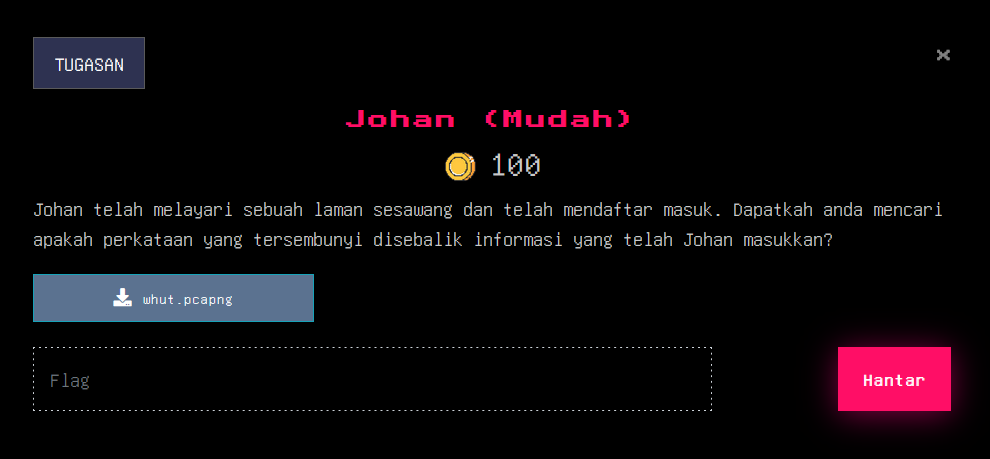 TUGASAN
×
Johan (Mudah)
100
Johan telah melayari sebuah laman sesawang dan telah mendaftar masuk. Dapatkah anda mencari
apakah perkataan yang tersembunyi disebalik informasi yang telah Johan masukkan?
whut.pcapng
Flag
Hantar